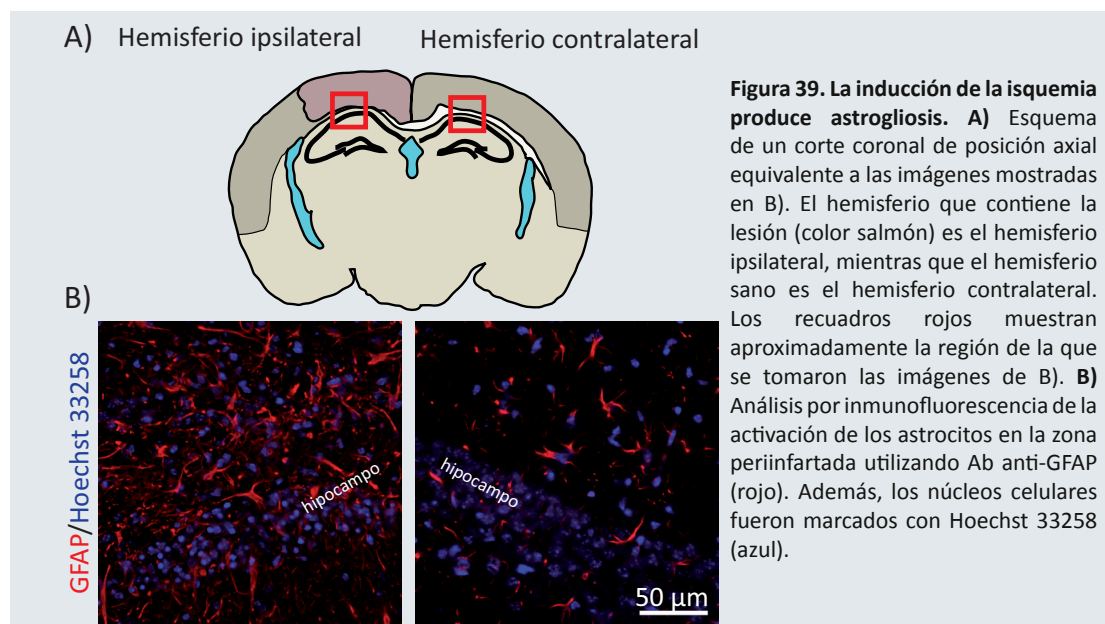 A) Hemisferio ipsilateral Hemisferio contralateral
B)
GFAP/Hoechst 33258
hipocampo
hipocampo
50 µm
Figura 39. La inducción de la isquemia
produce astrogliosis. A) Esquema
de un corte coronal de posición axial
equivalente a las imágenes mostradas
en B). El hemisferio que contiene la
lesión (color salmón) es el hemisferio
ipsilateral, mientras que el hemisferio
sano es el hemisferio contralateral.
Los recuadros rojos muestran
aproximadamente la región de la que
se tomaron las imágenes de B). B)
Análisis por inmunofluorescencia de la
activación de los astrocitos en la zona
periinfartada utilizando Ab anti-GFAP
(rojo). Además, los núcleos celulares
fueron marcados con Hoechst 33258
(azul).